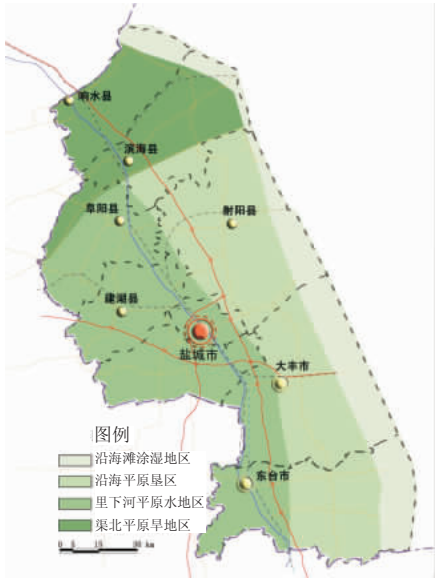 响水县
滨海县
阜阳县
射阳县
建湖县
盐城市
大丰市
东台市
图例
沿海滩涂湿地区
沿海平原垦区
里下河平原水地区
渠北平原旱地区
0 5 15 30 km